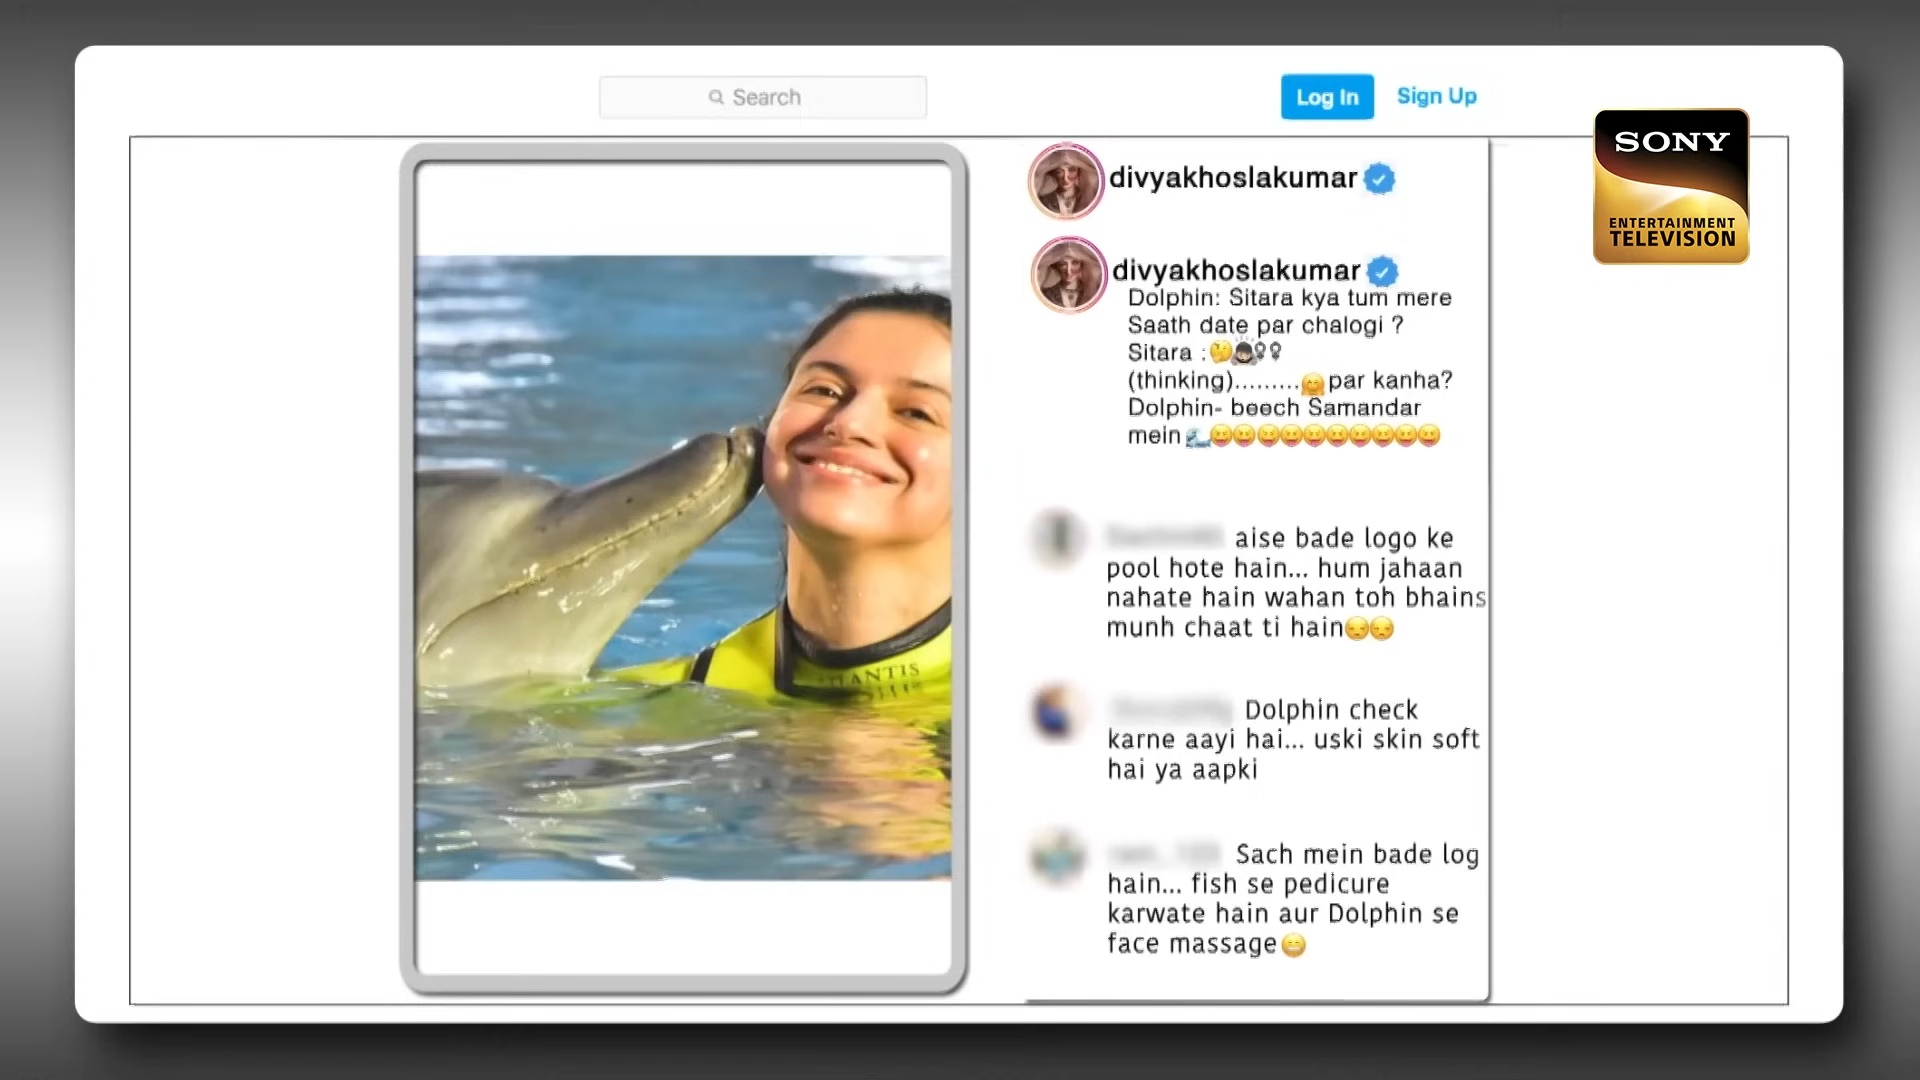 Search
Log In
Sign Up
SONY
ENTERTAINMENT
TELEVISION
divyakhoslakumar
divyakhoslakumar
Dolphin: Sitara kya tum mere
Saath date par chalogi ?
Sitara :🤔🙇🏻‍♀️♀
(thinking).........🤗 par kanha?
Dolphin- beech Samandar
mein 🌊😛😛😛😛😛😛😛😛😛😛
aise bade logo ke
pool hote hain... hum jahaan
nahate hain wahan toh bhains
munh chaat ti hain😒😒
Dolphin check
karne aayi hai... uski skin soft
hai ya aapki
Sach mein bade log
hain... fish se pedicure
karwate hain aur Dolphin se
face massage😁